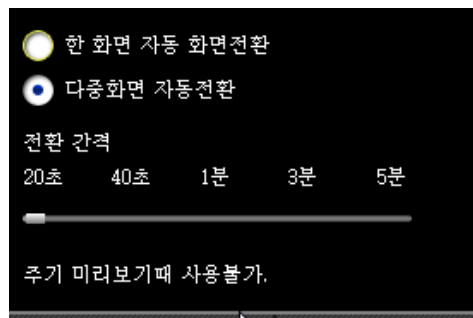 한 화면 자동 화면전환
다중화면 자동전환
전환 간격
20초 40초 1분 3분 5분
주기 미리보기때 사용불가.